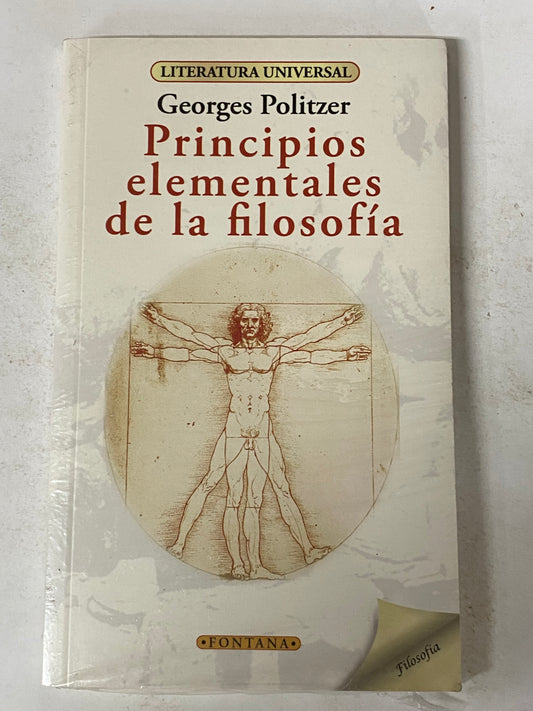 LITERATURA UNIVERSAL
Georges Politzer
Principios
elementales
de la filosofía
·FONTANA·
Filosofía